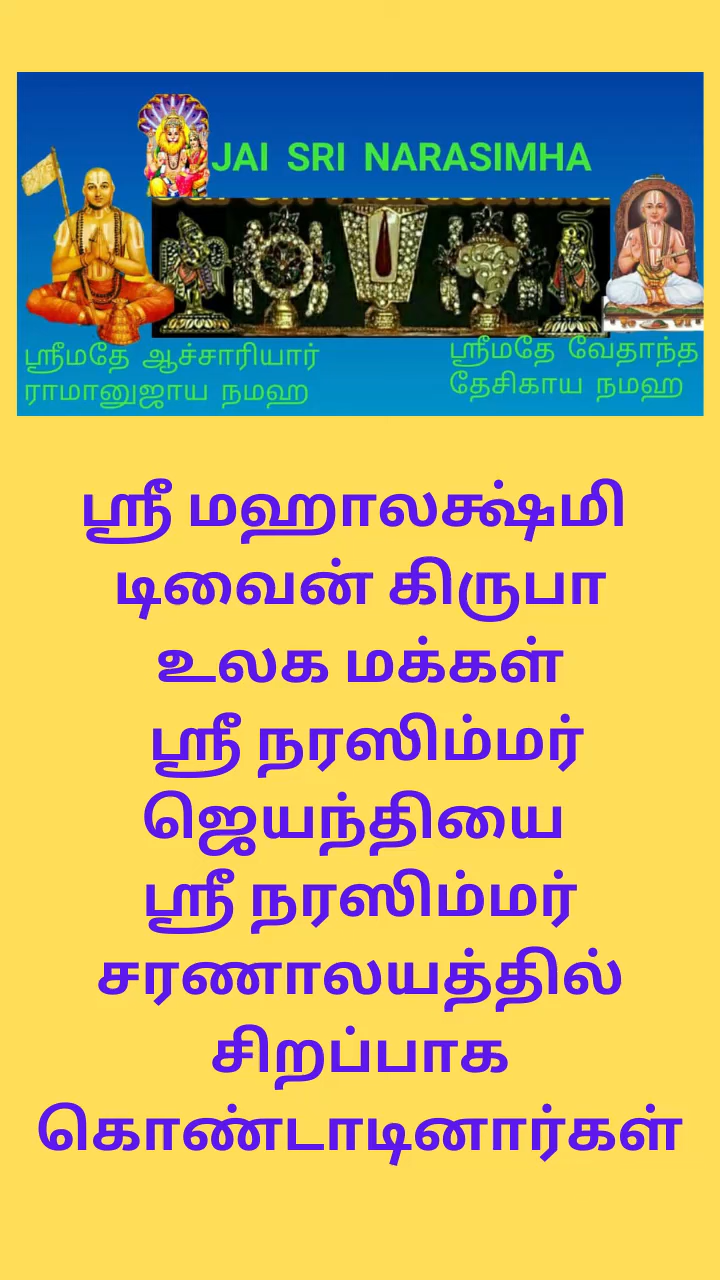 JAI SRI NARASIMHA
ஸ்ரீமதே ஆச்சாரியார்
ராமானுஜாய நமஹ
ஸ்ரீமதே வேதாந்த
தேசிகாய நமஹ
ஸ்ரீ மஹாலக்ஷ்மி
டிவைன் கிருபா
உலக மக்கள்
ஸ்ரீ நரஸிம்மர்
ஜெயந்தியை
ஸ்ரீ நரஸிம்மர்
சரணாலயத்தில்
சிறப்பாக
கொண்டாடினார்கள்